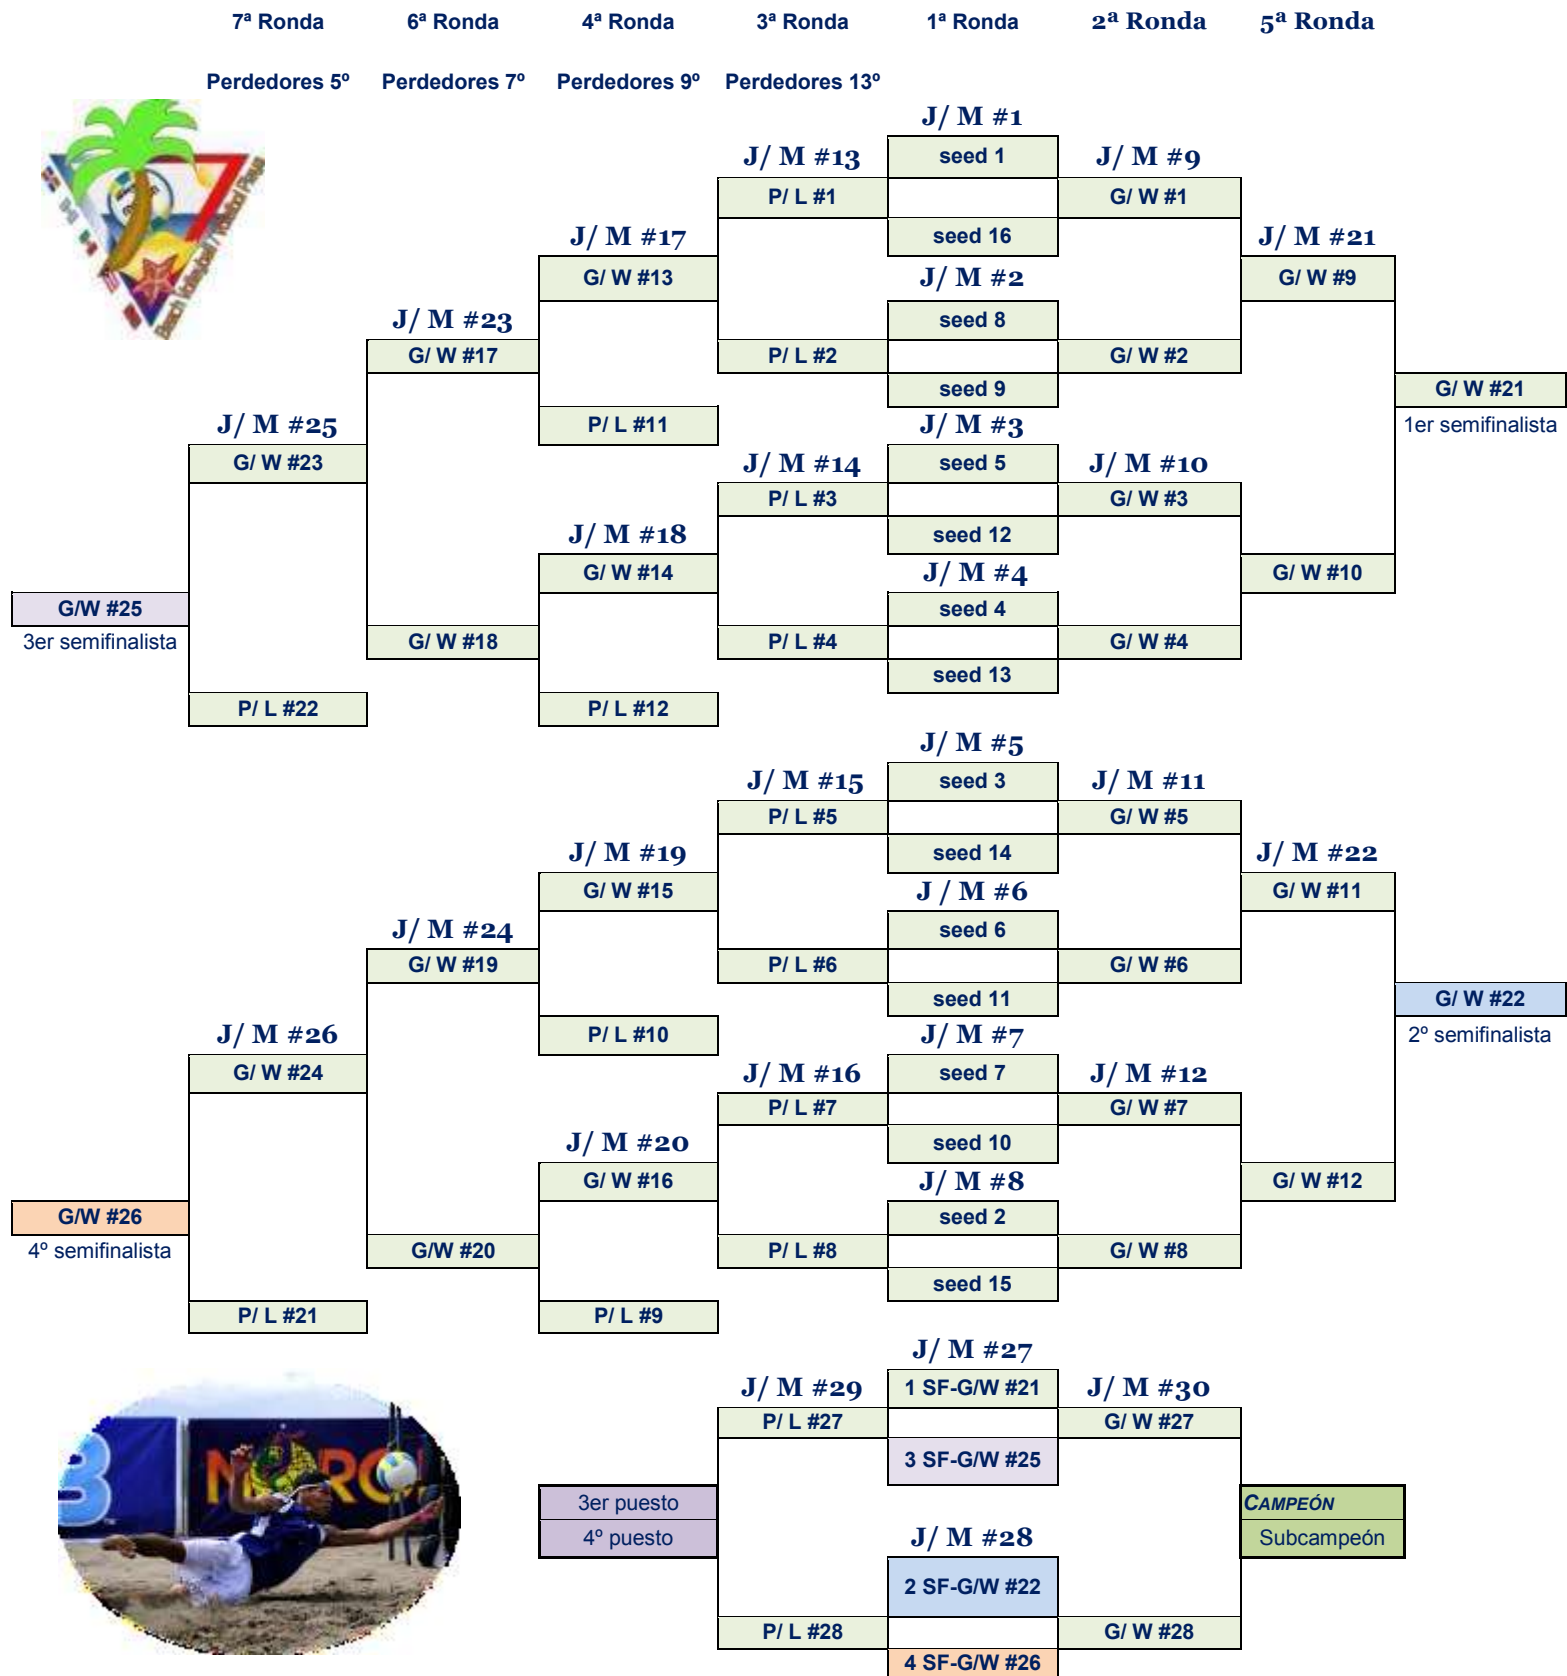 7ª Ronda 6ª Ronda 4ª Ronda 3ª Ronda 1ª Ronda 2ª Ronda 5ª Ronda
Perdedores 5º Perdedores 7º Perdedores 9º Perdedores 13º
J/ M #1
J/ M #13 seed 1 J/ M #9
P/ L #1 G/ W #1
J/ M #17 seed 16 J/ M #21
G/ W #13 J/ M #2 G/ W #9
J/ M #23 seed 8
G/ W #17 P/ L #2 G/ W #2
seed 9 G/ W #21
J/ M #25 P/ L #11 J/ M #3 1er semifinalista
G/ W #23 J/ M #14 seed 5 J/ M #10
P/ L #3 G/ W #3
J/ M #18 seed 12
G/ W #14 J/ M #4 G/ W #10
G/W #25 seed 4
3er semifinalista G/ W #18 P/ L #4 G/ W #4
seed 13
P/ L #22 P/ L #12
J/ M #5
J/ M #15 seed 3 J/ M #11
P/ L #5 G/ W #5
J/ M #19 seed 14 J/ M #22
G/ W #15 J / M #6 G/ W #11
J/ M #24 seed 6
G/ W #19 P/ L #6 G/ W #6
seed 11 G/ W #22
J/ M #26 P/ L #10 J/ M #7 2º semifinalista
G/ W #24 J/ M #16 seed 7 J/ M #12
P/ L #7 G/ W #7
J/ M #20 seed 10
G/ W #16 J/ M #8 G/ W #12
G/W #26 seed 2
4º semifinalista G/W #20 P/ L #8 G/ W #8
seed 15
P/ L #21 P/ L #9
J/ M #27
J/ M #29 1 SF-G/W #21 J/ M #30
P/ L #27 G/ W #27
3 SF-G/W #25
3er puesto CAMPEÓN
4º puesto J/ M #28 Subcampeón
2 SF-G/W #22
P/ L #28 G/ W #28
4 SF-G/W #26
Beach Volleyball / Voleibol Playa